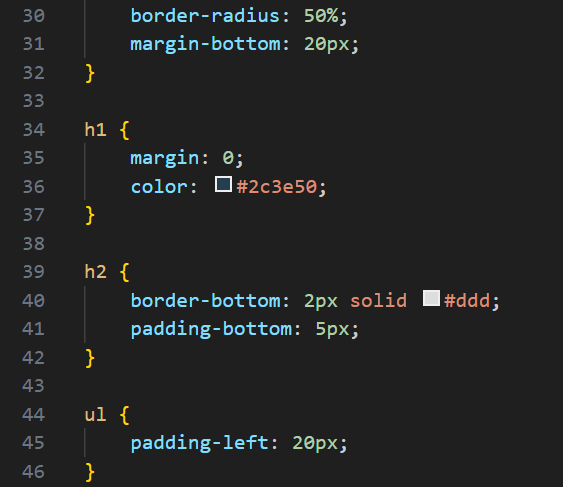 30 border-radius: 50%;
31 margin-bottom: 20px;
32 }
33
34 h1 {
35 margin: 0;
36 color: #2c3e50;
37 }
38
39 h2 {
40 border-bottom: 2px solid #ddd;
41 padding-bottom: 5px;
42 }
43
44 ul {
45 padding-left: 20px;
46 }